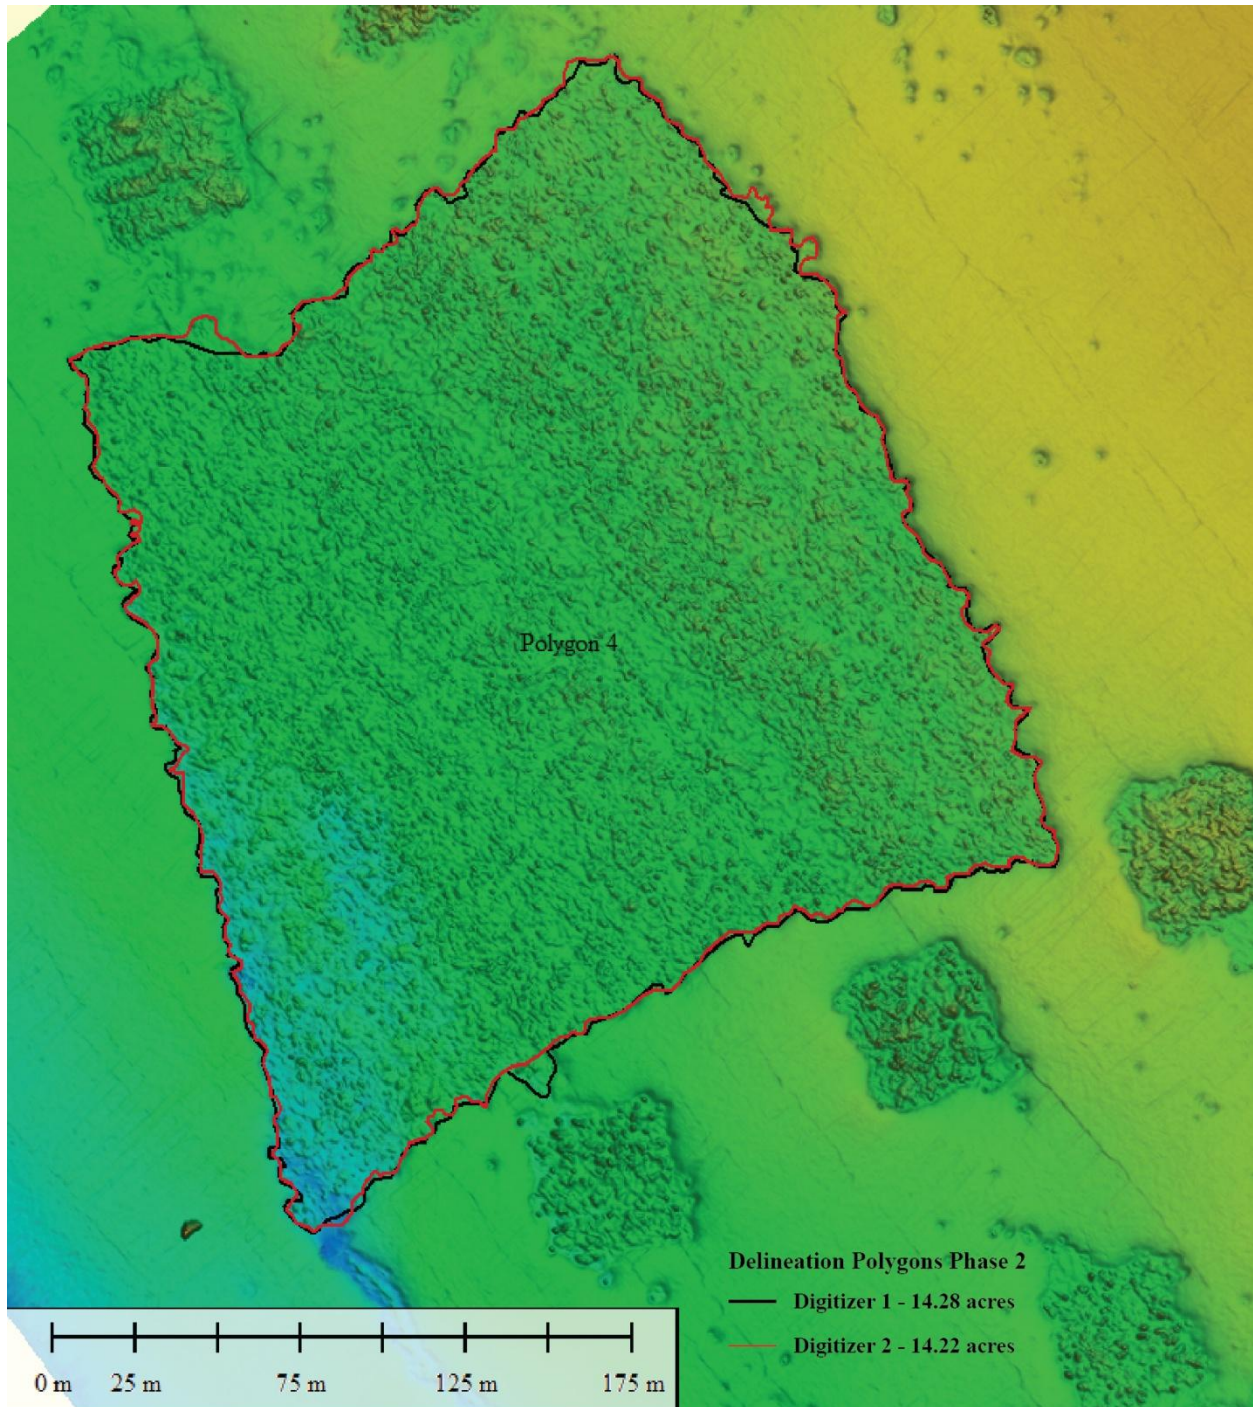 Polygon 4
Delineation Polygons Phase 2
Digitizer 1 - 14.28 acres
Digitizer 2 - 14.22 acres
0 m 25 m 75 m 125 m 175 m